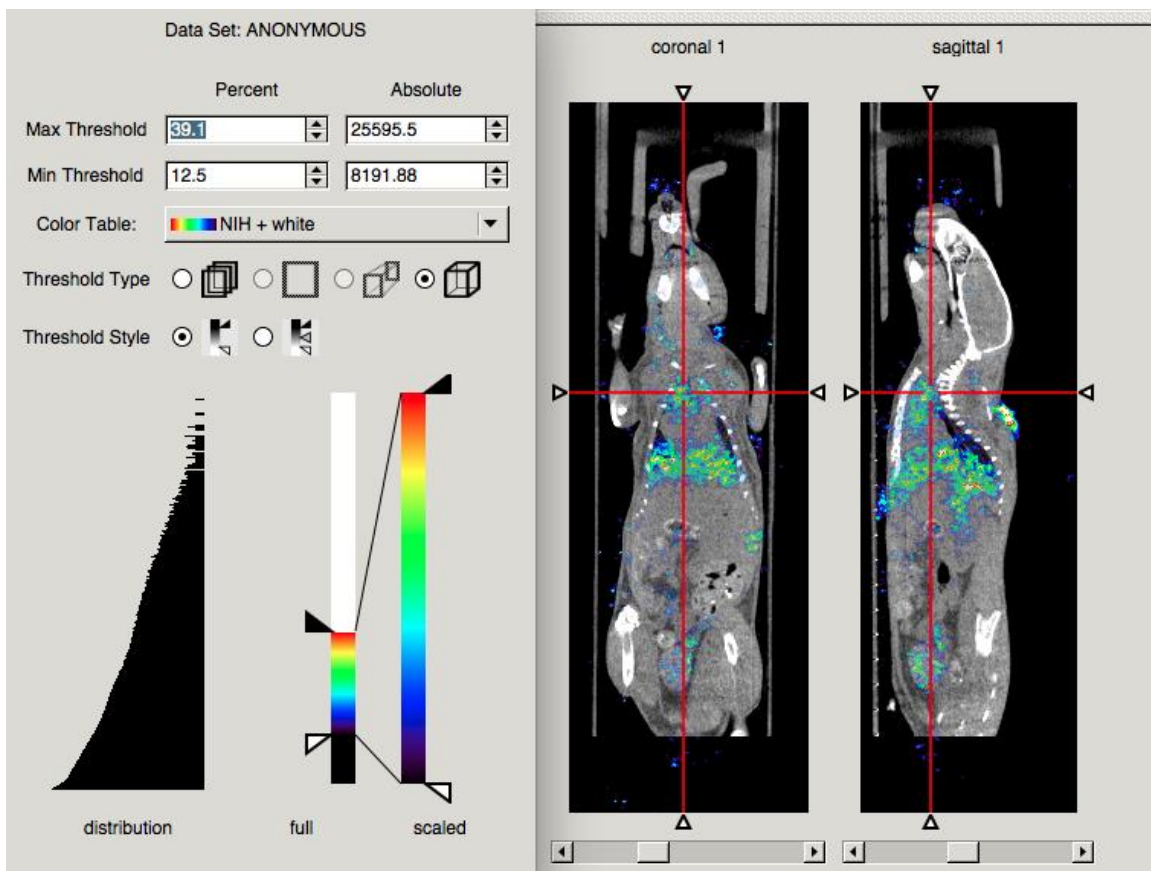 Data Set: ANONYMOUS
Percent Absolute
Max Threshold 39.1 25595.5
Min Threshold 12.5 8191.88
Color Table: NIH + white
Threshold Type
Threshold Style
distribution full scaled
coronal 1 sagittal 1